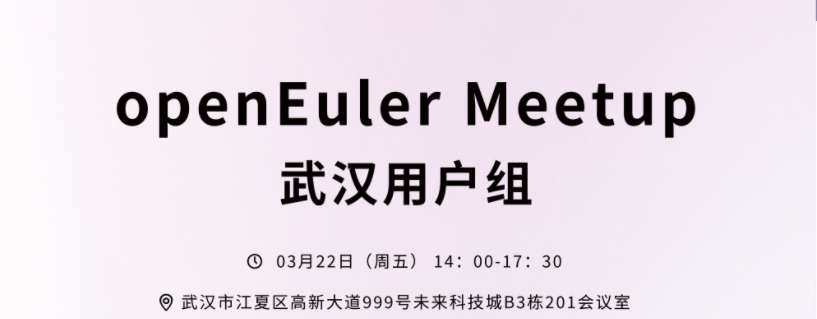 openEuler Meetup
武汉用户组
03月22日（周五） 14：00-17：30
武汉市江夏区高新大道999号未来科技城B3栋201会议室